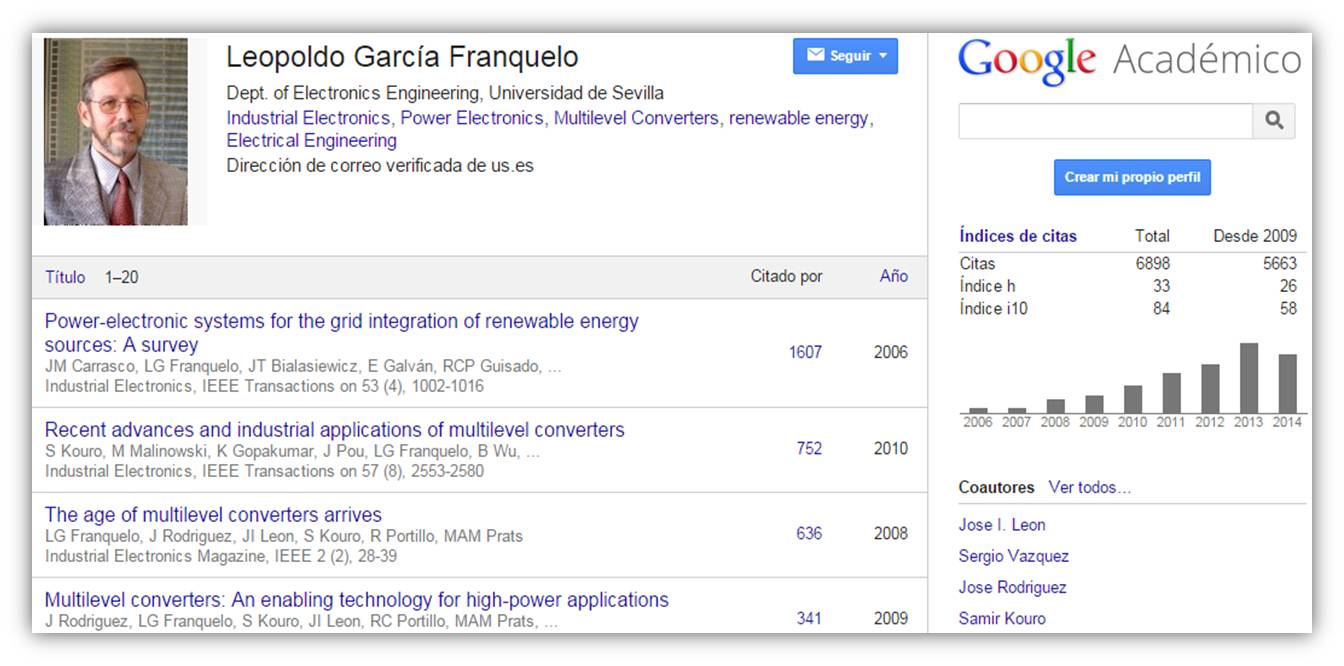 Leopoldo García Franquelo
Seguir
Dept. of Electronics Engineering, Universidad de Sevilla
Industrial Electronics, Power Electronics, Multilevel Converters, renewable energy,
Electrical Engineering
Dirección de correo verificada de us.es
Título 1–20 Citado por Año
Power-electronic systems for the grid integration of renewable energy
sources: A survey
JM Carrasco, LG Franquelo, JT Bialasiewicz, E Galván, RCP Guisado, ...
Industrial Electronics, IEEE Transactions on 53 (4), 1002-1016
1607 2006
Recent advances and industrial applications of multilevel converters
S Kouro, M Malinowski, K Gopakumar, J Pou, LG Franquelo, B Wu, ...
Industrial Electronics, IEEE Transactions on 57 (8), 2553-2580
752 2010
The age of multilevel converters arrives
LG Franquelo, J Rodriguez, JI Leon, S Kouro, R Portillo, MAM Prats
Industrial Electronics Magazine, IEEE 2 (2), 28-39
636 2008
Multilevel converters: An enabling technology for high-power applications
J Rodriguez, LG Franquelo, S Kouro, JI Leon, RC Portillo, MAM Prats, ...
341 2009
Google Académico
Crear mi propio perfil
Índices de citas Total Desde 2009
Citas 6898 5663
Índice h 33 26
Índice i10 84 58
2006 2007 2008 2009 2010 2011 2012 2013 2014
Coautores Ver todos...
Jose I. Leon
Sergio Vazquez
Jose Rodriguez
Samir Kouro